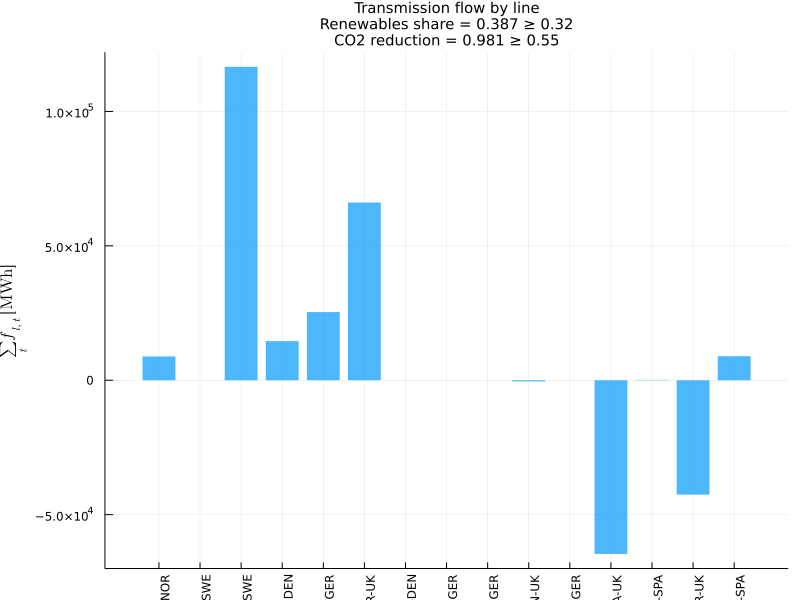 Transmission flow by line
Renewables share = 0.387 ≥ 0.32
CO2 reduction = 0.981 ≥ 0.55
1.0×10⁵
5.0×10⁴
0
−5.0×10⁴
∑ₜ f_{l,t} [MWh]
NOR
SWE
SWE
DEN
GER
R-UK
DEN
GER
GER
N-UK
GER
A-UK
-SPA
R-UK
-SPA